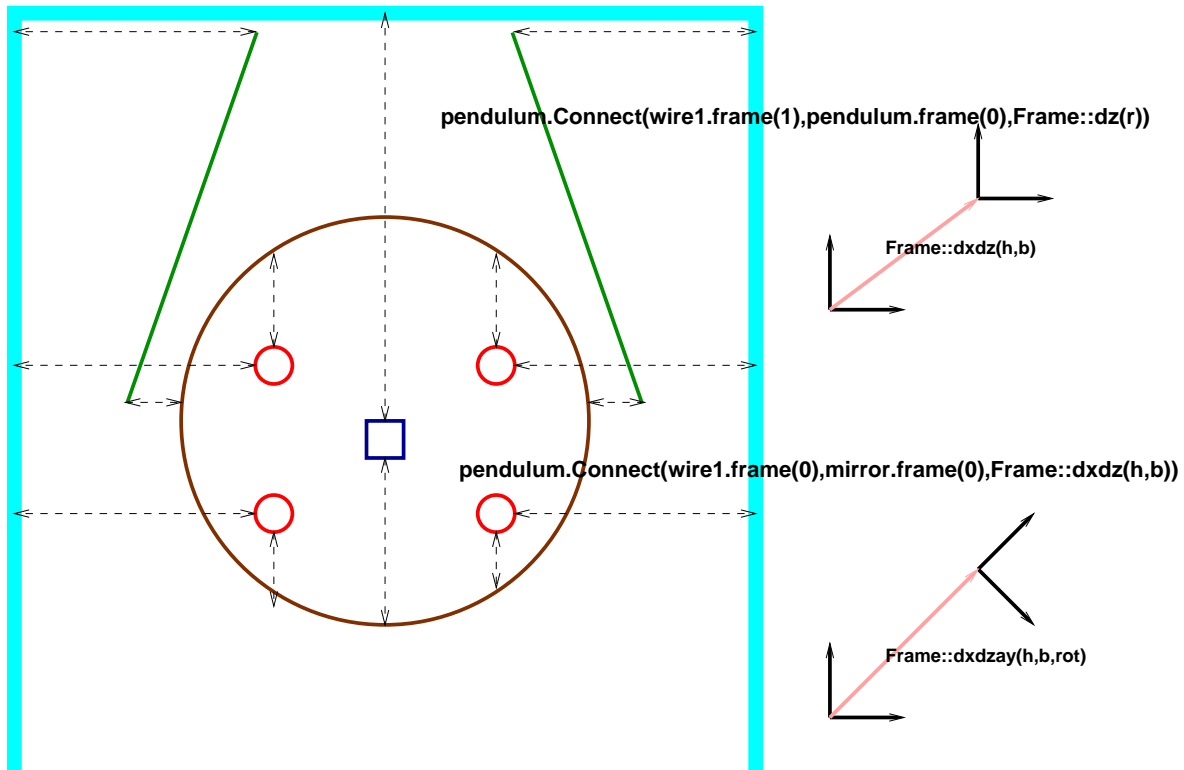 pendulum.Connect(wire1.frame(1),pendulum.frame(0),Frame::dz(r))
Frame::dxdz(h,b)
pendulum.Connect(wire1.frame(0),mirror.frame(0),Frame::dxdz(h,b))
Frame::dxdzay(h,b,rot)